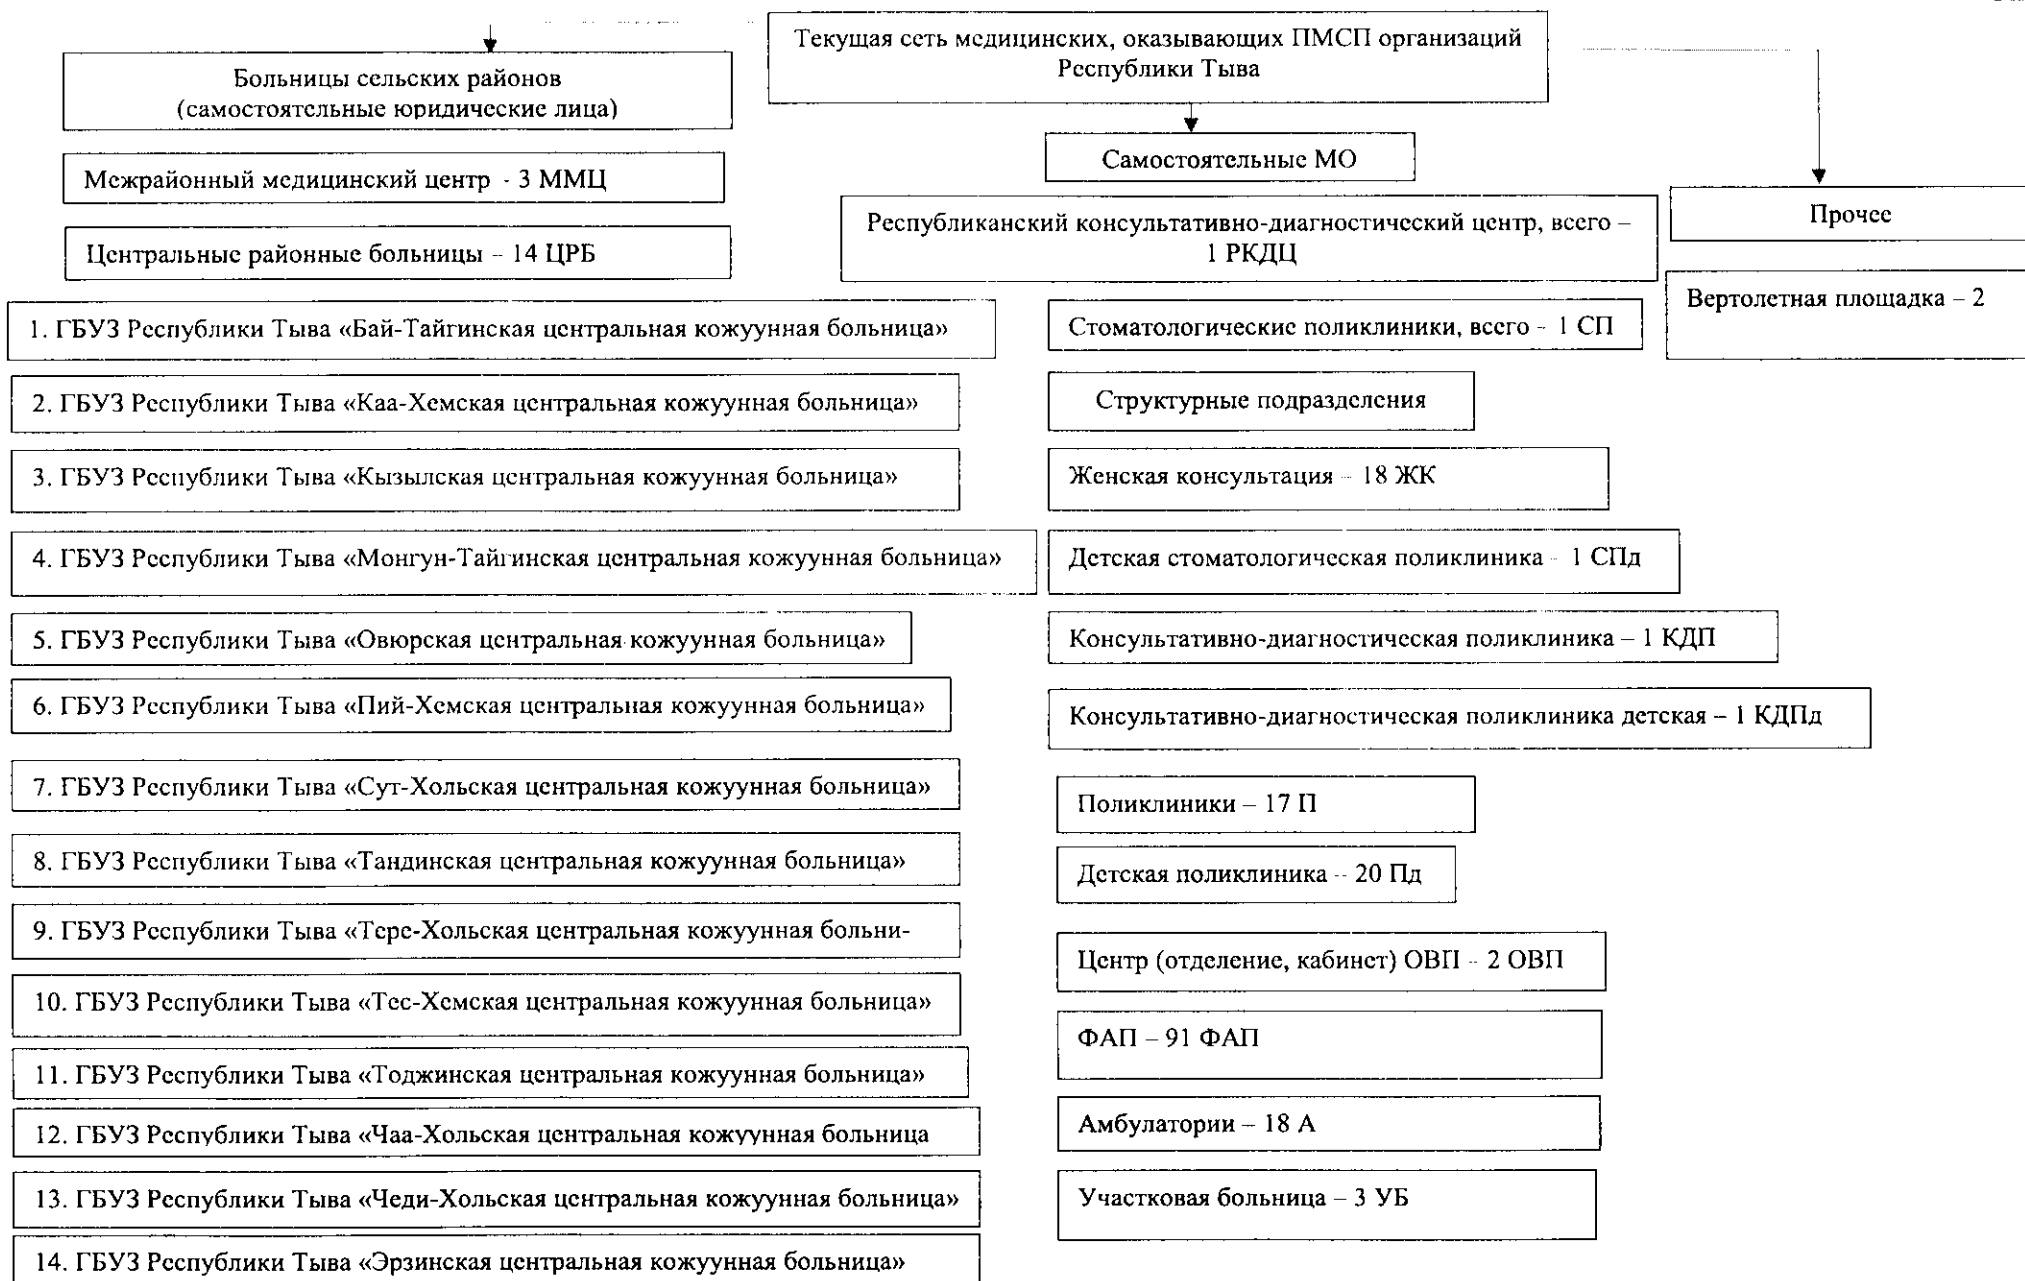 Текущая сеть медицинских, оказывающих ПМСП организаций
Республики Тыва
Больницы сельских районов
(самостоятельные юридические лица)
Межрайонный медицинский центр - 3 ММЦ
Центральные районные больницы – 14 ЦРБ
1. ГБУЗ Республики Тыва «Бай-Тайгинская центральная кожуунная больница»
2. ГБУЗ Республики Тыва «Каа-Хемская центральная кожуунная больница»
3. ГБУЗ Республики Тыва «Кызылская центральная кожуунная больница»
4. ГБУЗ Республики Тыва «Монгун-Тайгинская центральная кожуунная больница»
5. ГБУЗ Республики Тыва «Овюрская центральная кожуунная больница»
6. ГБУЗ Республики Тыва «Пий-Хемская центральная кожуунная больница»
7. ГБУЗ Республики Тыва «Сут-Хольская центральная кожуунная больница»
8. ГБУЗ Республики Тыва «Тандинская центральная кожуунная больница»
9. ГБУЗ Республики Тыва «Тере-Хольская центральная кожуунная больни-
10. ГБУЗ Республики Тыва «Тес-Хемская центральная кожуунная больница»
11. ГБУЗ Республики Тыва «Тоджинская центральная кожуунная больница»
12. ГБУЗ Республики Тыва «Чаа-Хольская центральная кожуунная больница
13. ГБУЗ Республики Тыва «Чеди-Хольская центральная кожуунная больница»
14. ГБУЗ Республики Тыва «Эрзинская центральная кожуунная больница»
Самостоятельные МО
Республиканский консультативно-диагностический центр, всего –
1 РКДЦ
Стоматологические поликлиники, всего – 1 СП
Структурные подразделения
Женская консультация – 18 ЖК
Детская стоматологическая поликлиника – 1 СПд
Консультативно-диагностическая поликлиника – 1 КДП
Консультативно-диагностическая поликлиника детская – 1 КДПд
Поликлиники – 17 П
Детская поликлиника – 20 Пд
Центр (отделение, кабинет) ОВП – 2 ОВП
ФАП – 91 ФАП
Амбулатории – 18 А
Участковая больница – 3 УБ
Прочее
Вертолетная площадка – 2